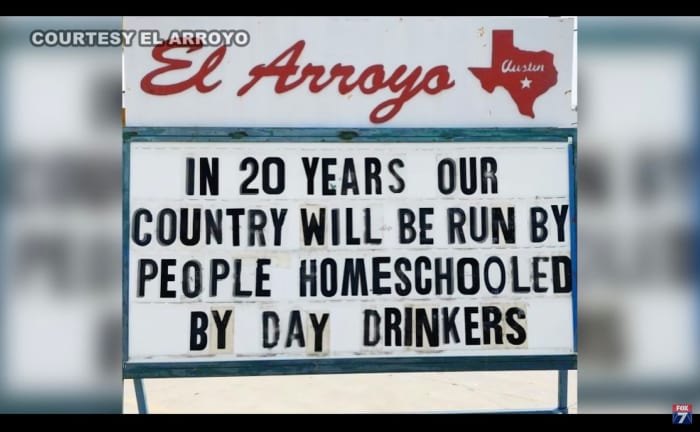 COURTESY EL ARROYO
El Arroyo
Austin
IN 20 YEARS OUR
COUNTRY WILL BE RUN BY
PEOPLE HOMESCHOOLED
BY DAY DRINKERS
FOX
7